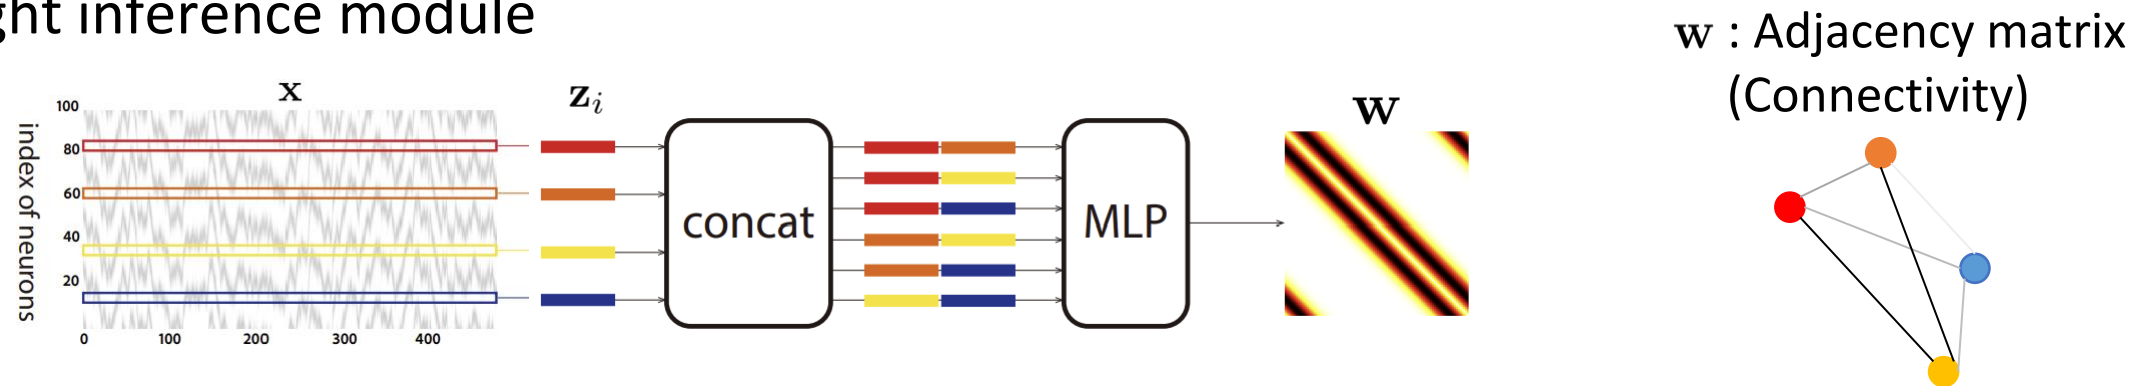 inference module
w : Adjacency matrix
(Connectivity)
x
z_i
w
index of neurons
100
80
60
40
20
0 100 200 300 400
concat
MLP